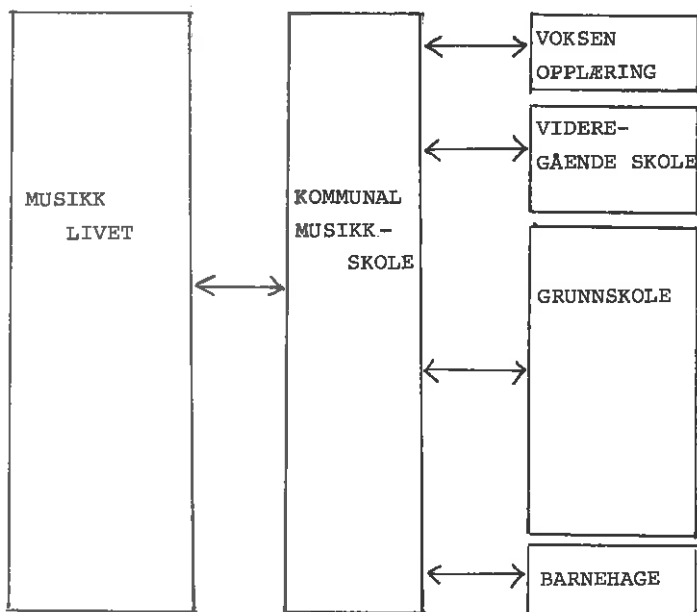 MUSIKK
LIVET
KOMMUNAL
MUSIKK-
SKOLE
VOKSEN
OPPLÆRING
VIDERE-
GÅENDE SKOLE
GRUNNSKOLE
BARNEHAGE